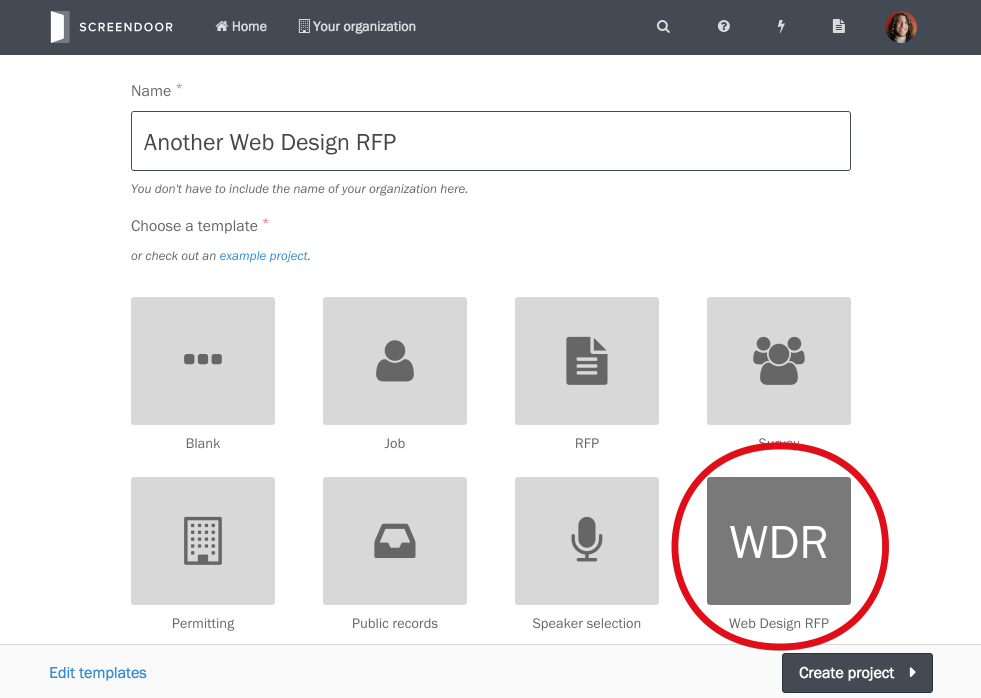 SCREENDOOR Home Your organization
Name *
Another Web Design RFP
You don't have to include the name of your organization here.
Choose a template *
or check out an example project.
Blank Job RFP Survey
WDR
Permitting Public records Speaker selection Web Design RFP
Edit templates Create project